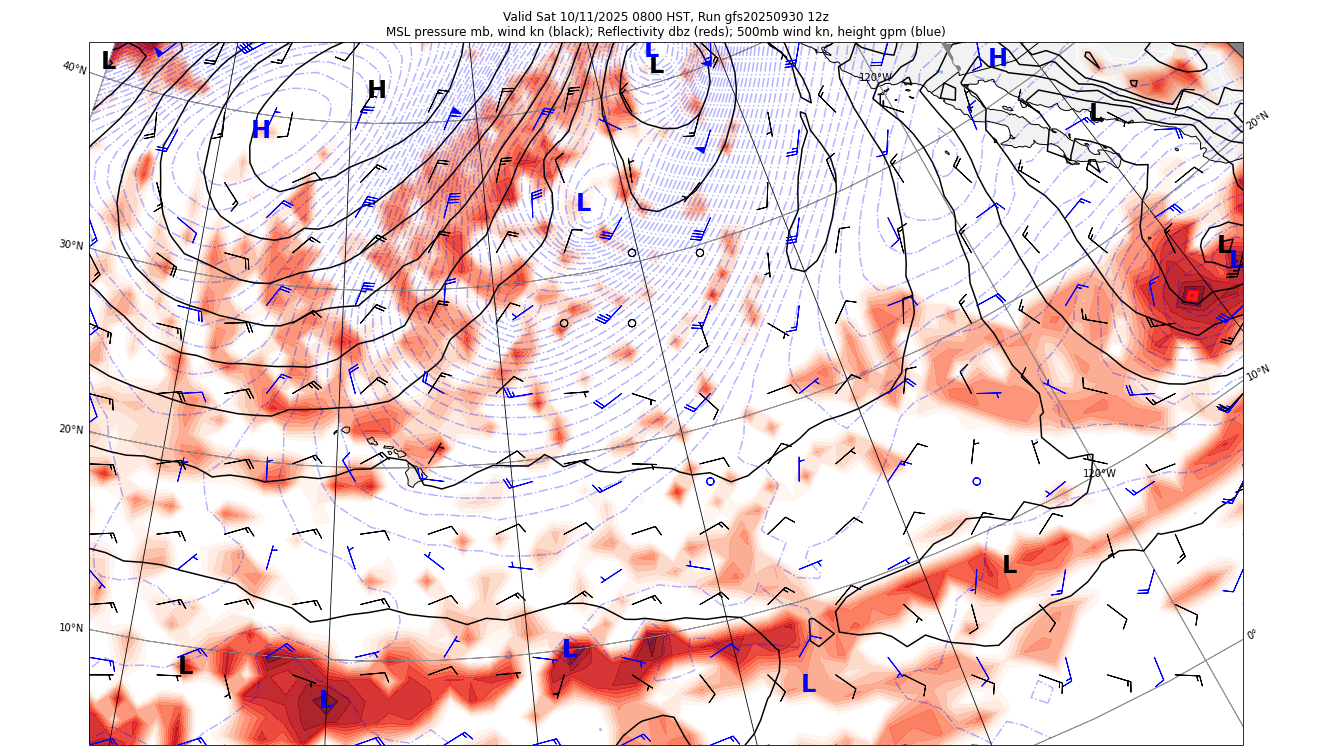 Valid Sat 10/11/2025 0800 HST, Run gfs20250930 12z
MSL pressure mb, wind kn (black); Reflectivity dbz (reds); 500mb wind kn, height gpm (blue)
L
L
L
H
H
40°N
120°W
H
L
H
20°N
L
30°N
L
L
10°N
20°N
120°W
L
10°N
0°
L
L
L
L